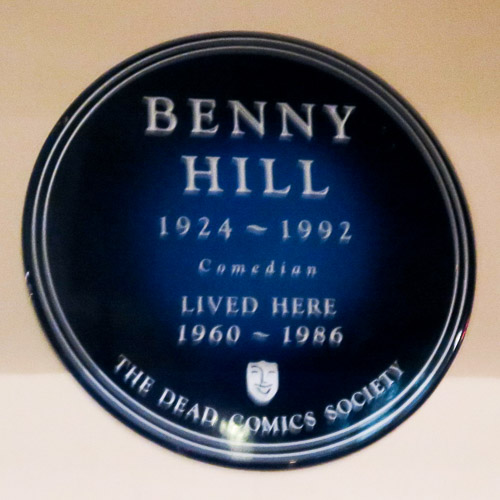 BENNY
HILL
1924 ~ 1992
Comedian
LIVED HERE
1960 ~ 1986
THE DEAD COMICS SOCIETY